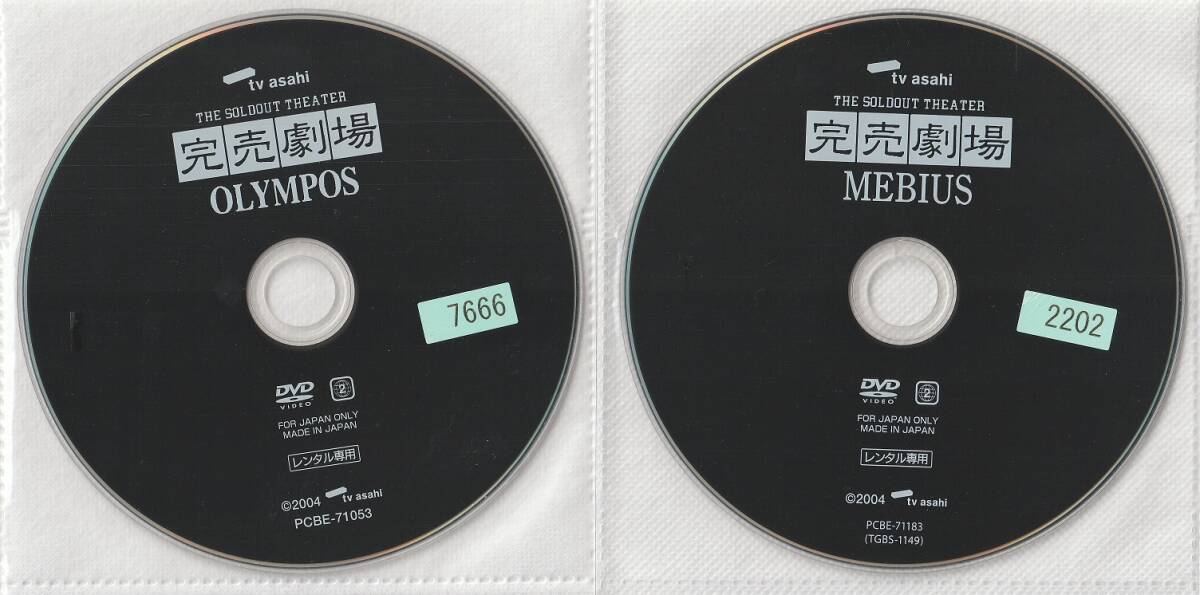 tv asahi
THE SOLDOUT THEATER
完売劇場
OLYMPOS
7666
DVD
VIDEO
2
FOR JAPAN ONLY
MADE IN JAPAN
レンタル専用
©2004 tv asahi
PCBE-71053
tv asahi
THE SOLDOUT THEATER
完売劇場
MEBIUS
2202
DVD
VIDEO
2
FOR JAPAN ONLY
MADE IN JAPAN
レンタル専用
©2004 tv asahi
PCBE-71183
(TGBS-1149)